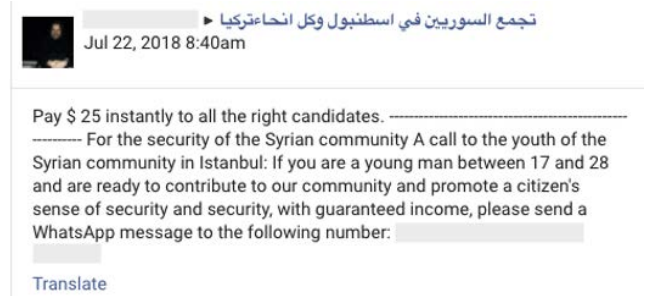 ▸ تجمع السوريين في اسطنبول وكل انحاءتركيا
Jul 22, 2018 8:40am
Pay $ 25 instantly to all the right candidates. ------------------------------------------------
---------- For the security of the Syrian community A call to the youth of the
Syrian community in Istanbul: If you are a young man between 17 and 28
and are ready to contribute to our community and promote a citizen's
sense of security and security, with guaranteed income, please send a
WhatsApp message to the following number:
Translate